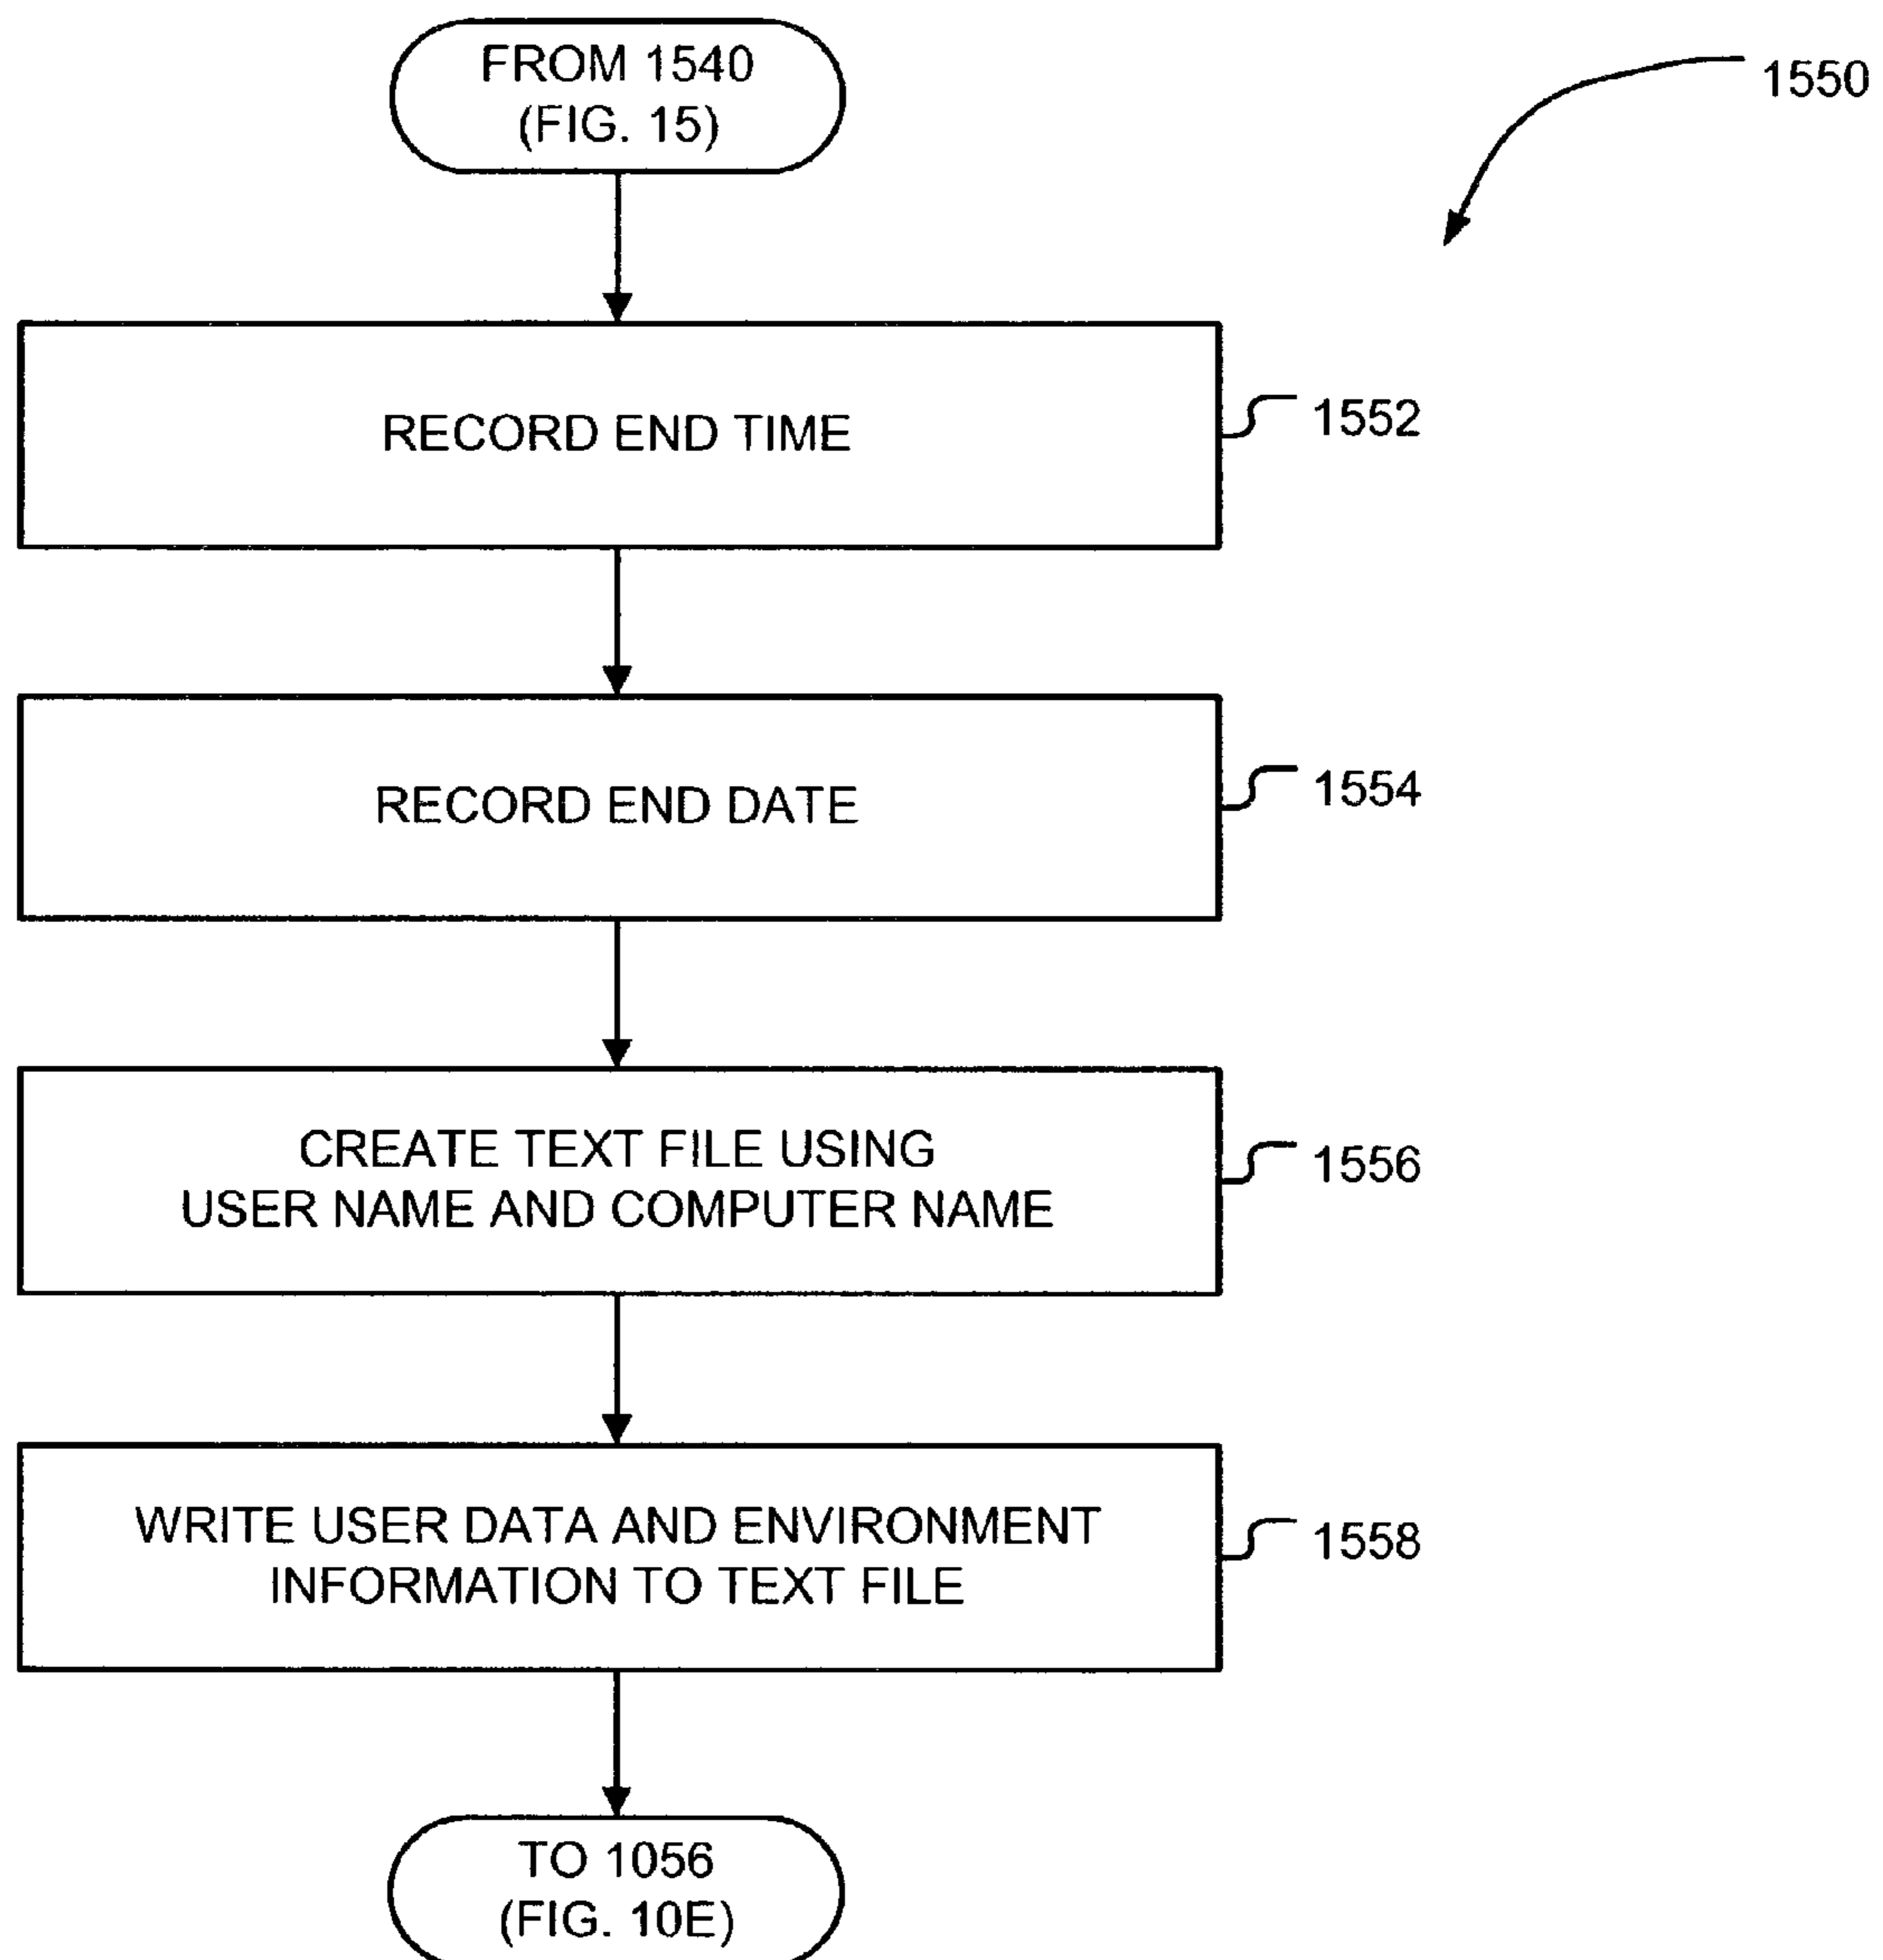 FROM 1540
(FIG. 15)
1550
RECORD END TIME
1552
RECORD END DATE
1554
CREATE TEXT FILE USING
USER NAME AND COMPUTER NAME
1556
WRITE USER DATA AND ENVIRONMENT
INFORMATION TO TEXT FILE
1558
TO 1056
(FIG. 10E)